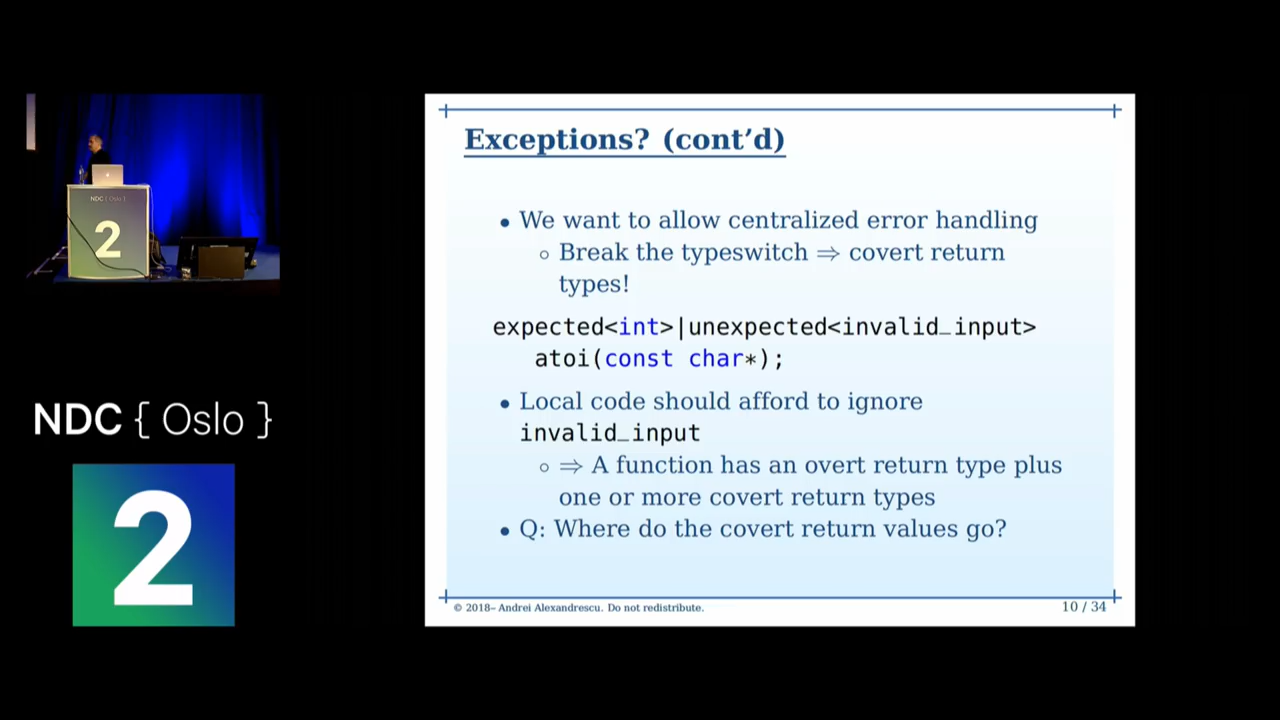 NDC { Oslo }
2
NDC { Oslo }
2
Exceptions? (cont’d)
• We want to allow centralized error handling
◦ Break the typeswitch ⇒ covert return
types!
expected<int>|unexpected<invalid_input>
atoi(const char*);
• Local code should afford to ignore
invalid_input
◦ ⇒ A function has an overt return type plus
one or more covert return types
• Q: Where do the covert return values go?
© 2018– Andrei Alexandrescu. Do not redistribute.
10 / 34